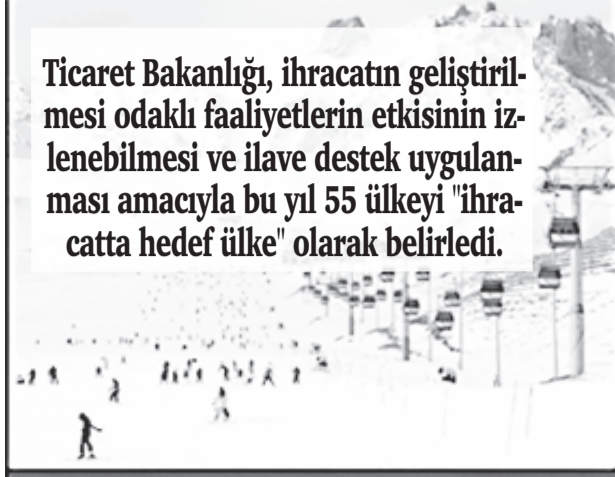 Ticaret Bakanlığı, ihracatın geliştiril-
mesi odaklı faaliyetlerin etkisinin iz-
lenebilmesi ve ilave destek uygulan-
ması amacıyla bu yıl 55 ülkeyi "ihra-
catta hedef ülke" olarak belirledi.